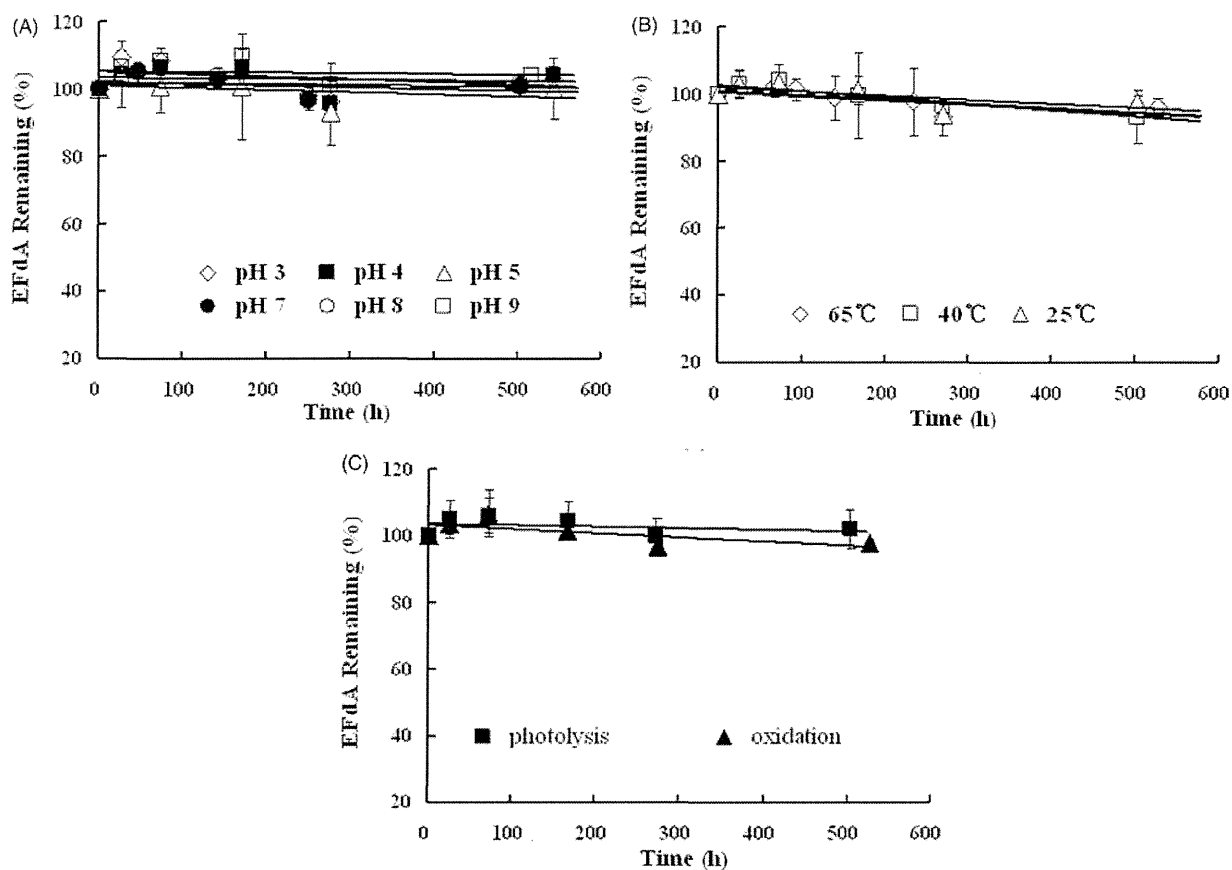 (A)
120
100
80
60
40
20
EFdA Remaining (%)
pH 3 pH 4 pH 5
pH 7 pH 8 pH 9
0 100 200 300 400 500 600
Time (h)
(B)
120
100
80
60
40
20
EFdA Remaining (%)
65℃ 40℃ 25℃
0 100 200 300 400 500 600
Time (h)
(C)
120
100
80
60
40
20
EFdA Remaining (%)
photolysis oxidation
0 100 200 300 400 500 600
Time (h)